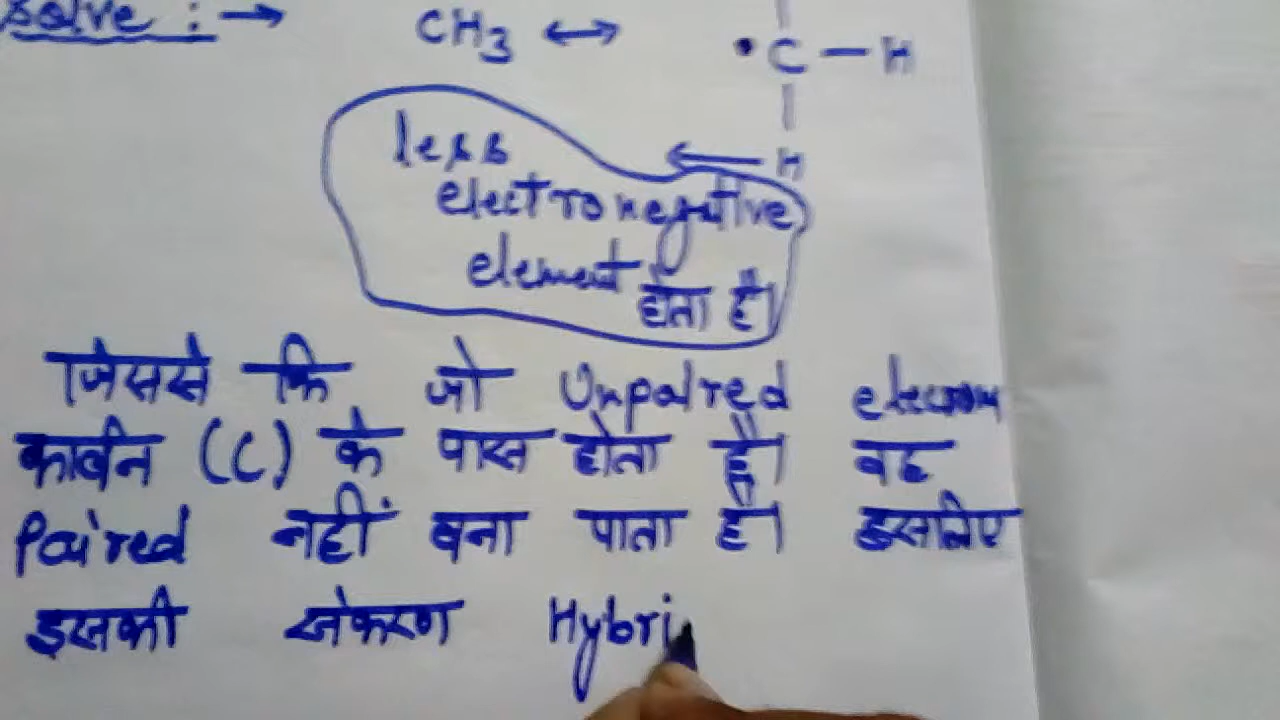 Solve : →
CH3 ↔ •C — H
H
less
electronegative
element होता है।
जिससे कि जो Unpaired electron
कार्बन (C) के पास होता है। वह
Paired नहीं बना पाता है। इसलिए
इसकी संकरण Hybri